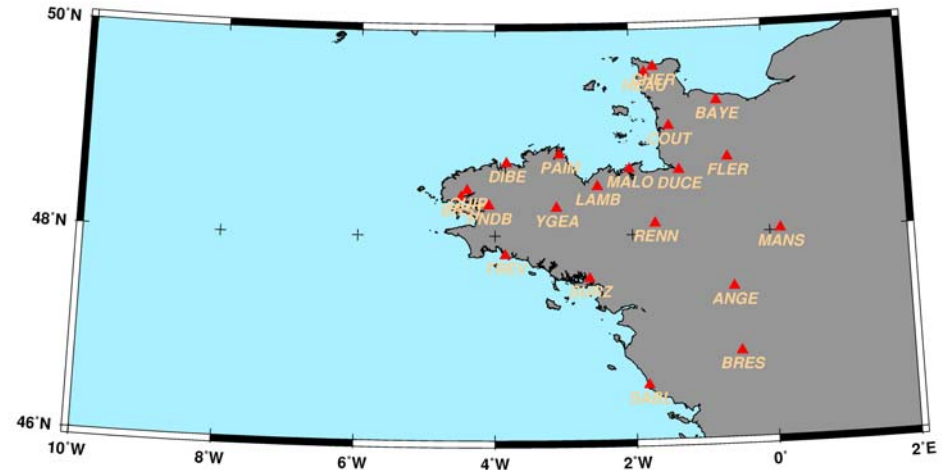 50˚N
CHER
BAYE
COUT
PAIM
FLER
DIBE
MALO
DUCE
LAMB
YGEA
48˚N
RENN
MANS
ANGE
BRES
46˚N
10˚W
8˚W
6˚W
4˚W
2˚W
0˚
2˚E